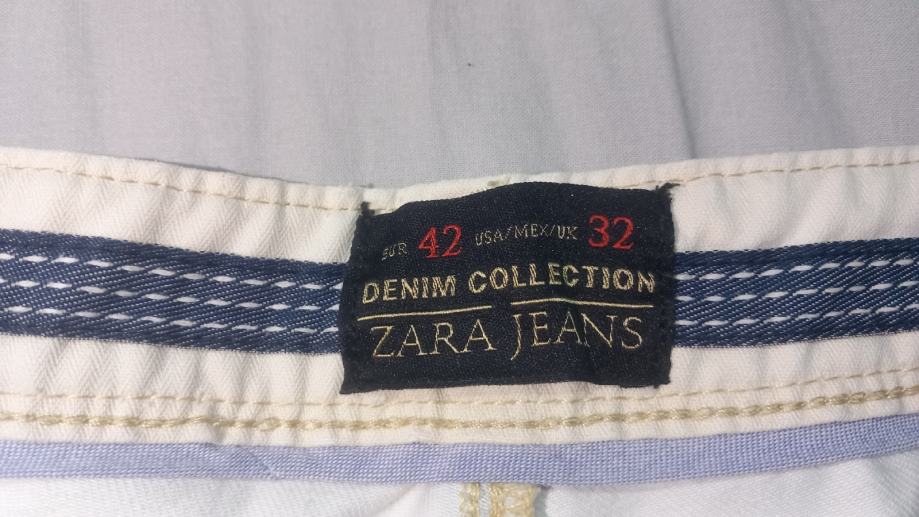 EUR 42 USA/MEX/UK 32
DENIM COLLECTION
ZARA JEANS